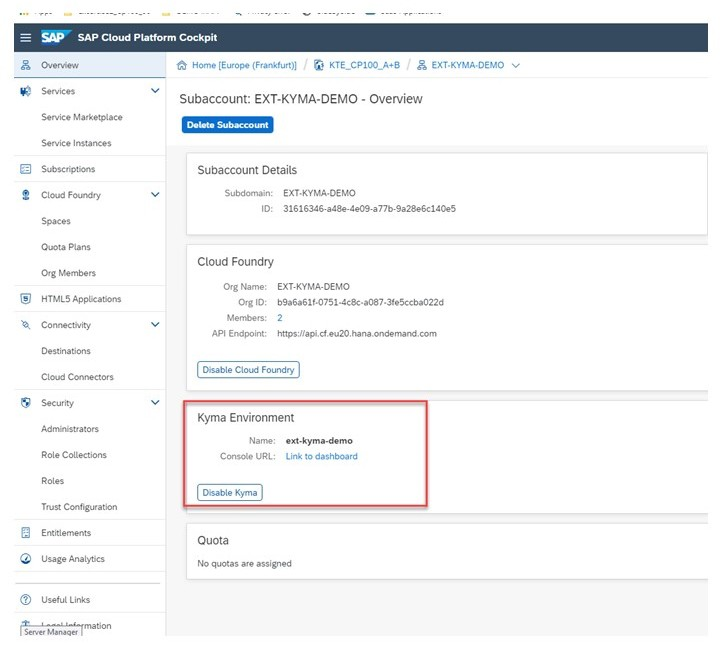 SAP SAP Cloud Platform Cockpit
Overview
Services
Service Marketplace
Service Instances
Subscriptions
Cloud Foundry
Spaces
Quota Plans
Org Members
HTML5 Applications
Connectivity
Destinations
Cloud Connectors
Security
Administrators
Role Collections
Roles
Trust Configuration
Entitlements
Usage Analytics
Useful Links
Legal Information
Server Manager
Home [Europe (Frankfurt)] / KTE_CP100_A+B / EXT-KYMA-DEMO
Subaccount: EXT-KYMA-DEMO - Overview
Delete Subaccount
Subaccount Details
Subdomain: EXT-KYMA-DEMO
ID: 31616346-a48e-4e09-a77b-9a28e6c140e5
Cloud Foundry
Org Name: EXT-KYMA-DEMO
Org ID: b9a6a61f-0751-4c8c-a087-3fe5ccba022d
Members: 2
API Endpoint: https://api.cf.eu20.hana.ondemand.com
Disable Cloud Foundry
Kyma Environment
Name: ext-kyma-demo
Console URL: Link to dashboard
Disable Kyma
Quota
No quotas are assigned